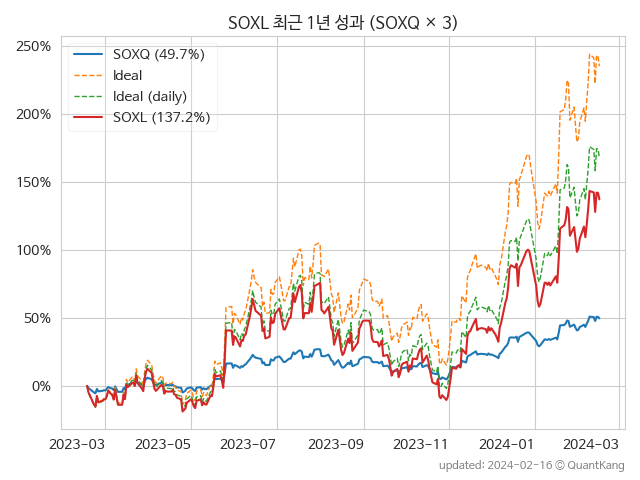 SOXL 최근 1년 성과 (SOXQ × 3)
250%
200%
150%
100%
50%
0%
SOXQ (49.7%)
Ideal
Ideal (daily)
SOXL (137.2%)
2023-03
2023-05
2023-07
2023-09
2023-11
2024-01
2024-03
updated: 2024-02-16 © QuantKang